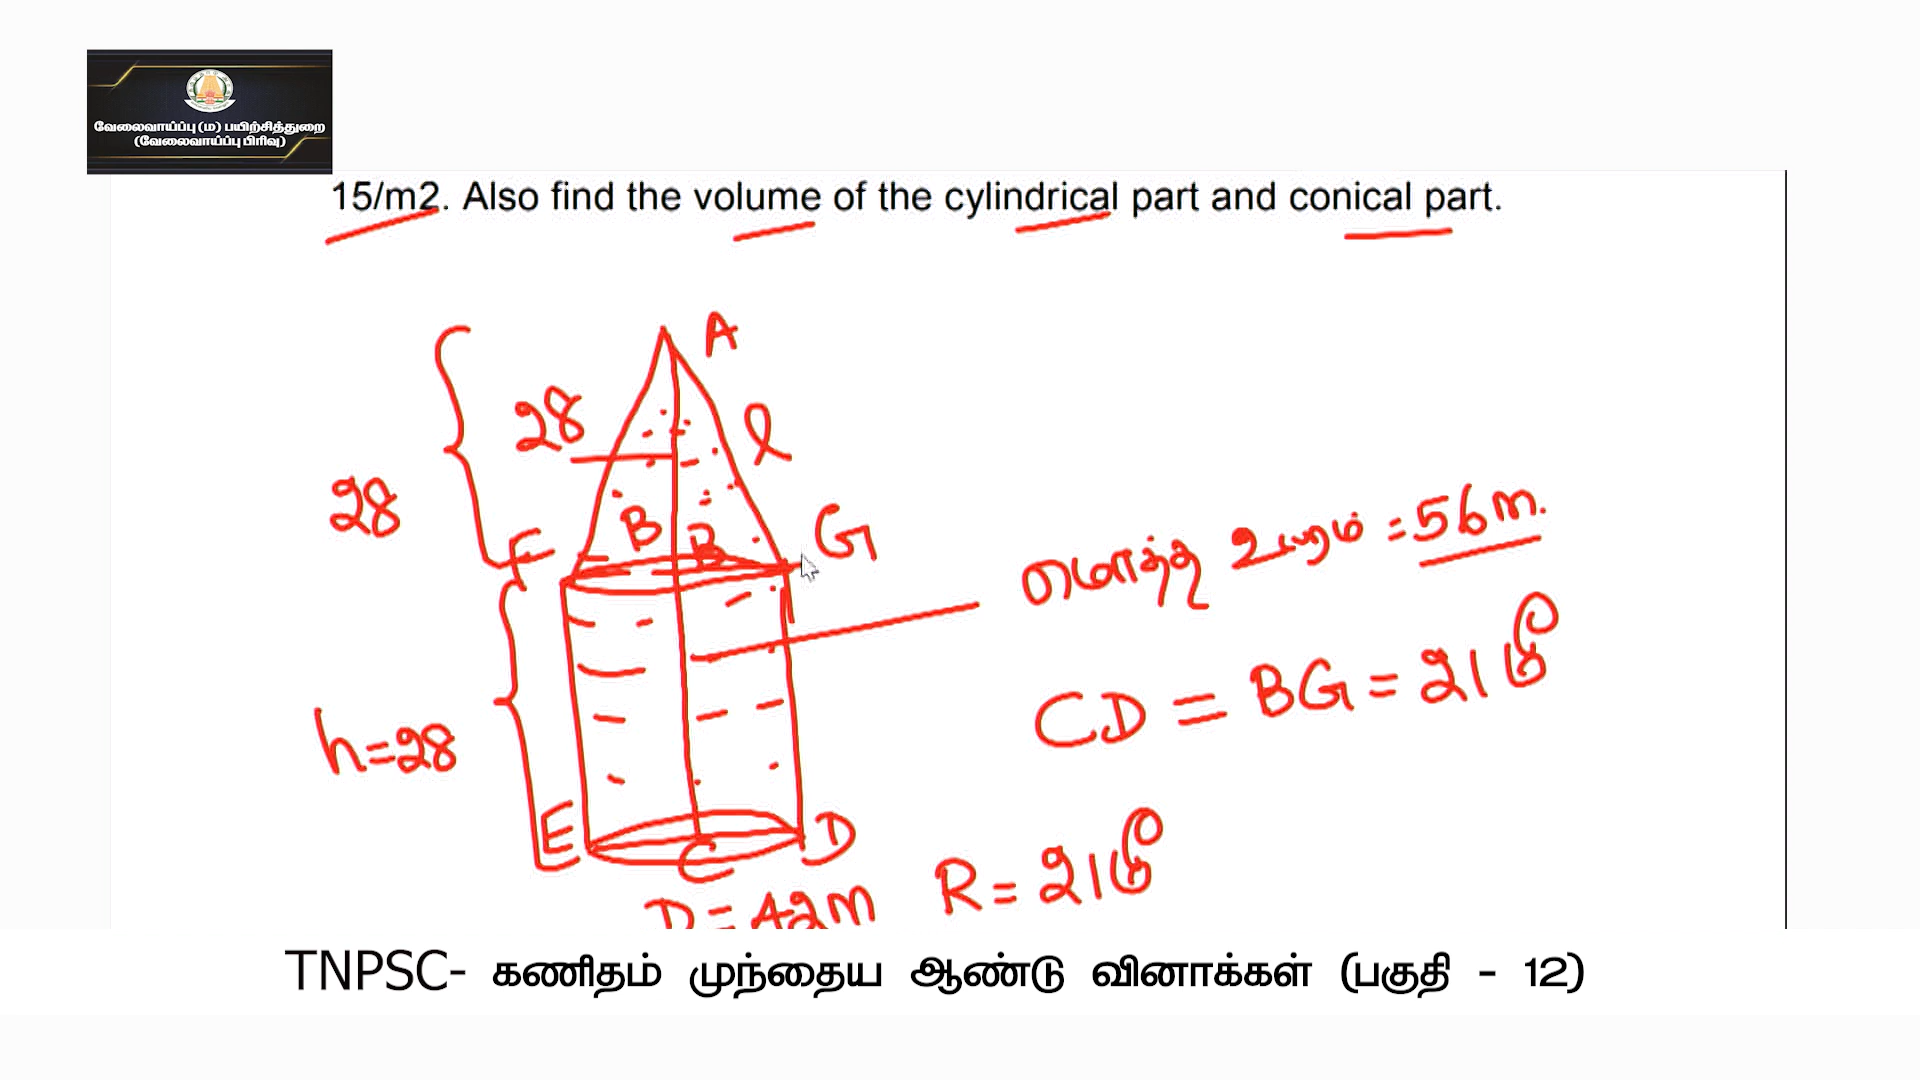 வேலைவாய்ப்பு (ம) பயிற்சித்துறை
(வேலைவாய்ப்பு பிரிவு)
15/m2. Also find the volume of the cylindrical part and conical part.
A
28
l
28
B
B
F
G
மொத்த உயரம் = 56m.
CD = BG = 21மீ
h=28
E
C
D
D = 42m
R = 21மீ
TNPSC- கணிதம் முந்தைய ஆண்டு வினாக்கள் (பகுதி - 12)